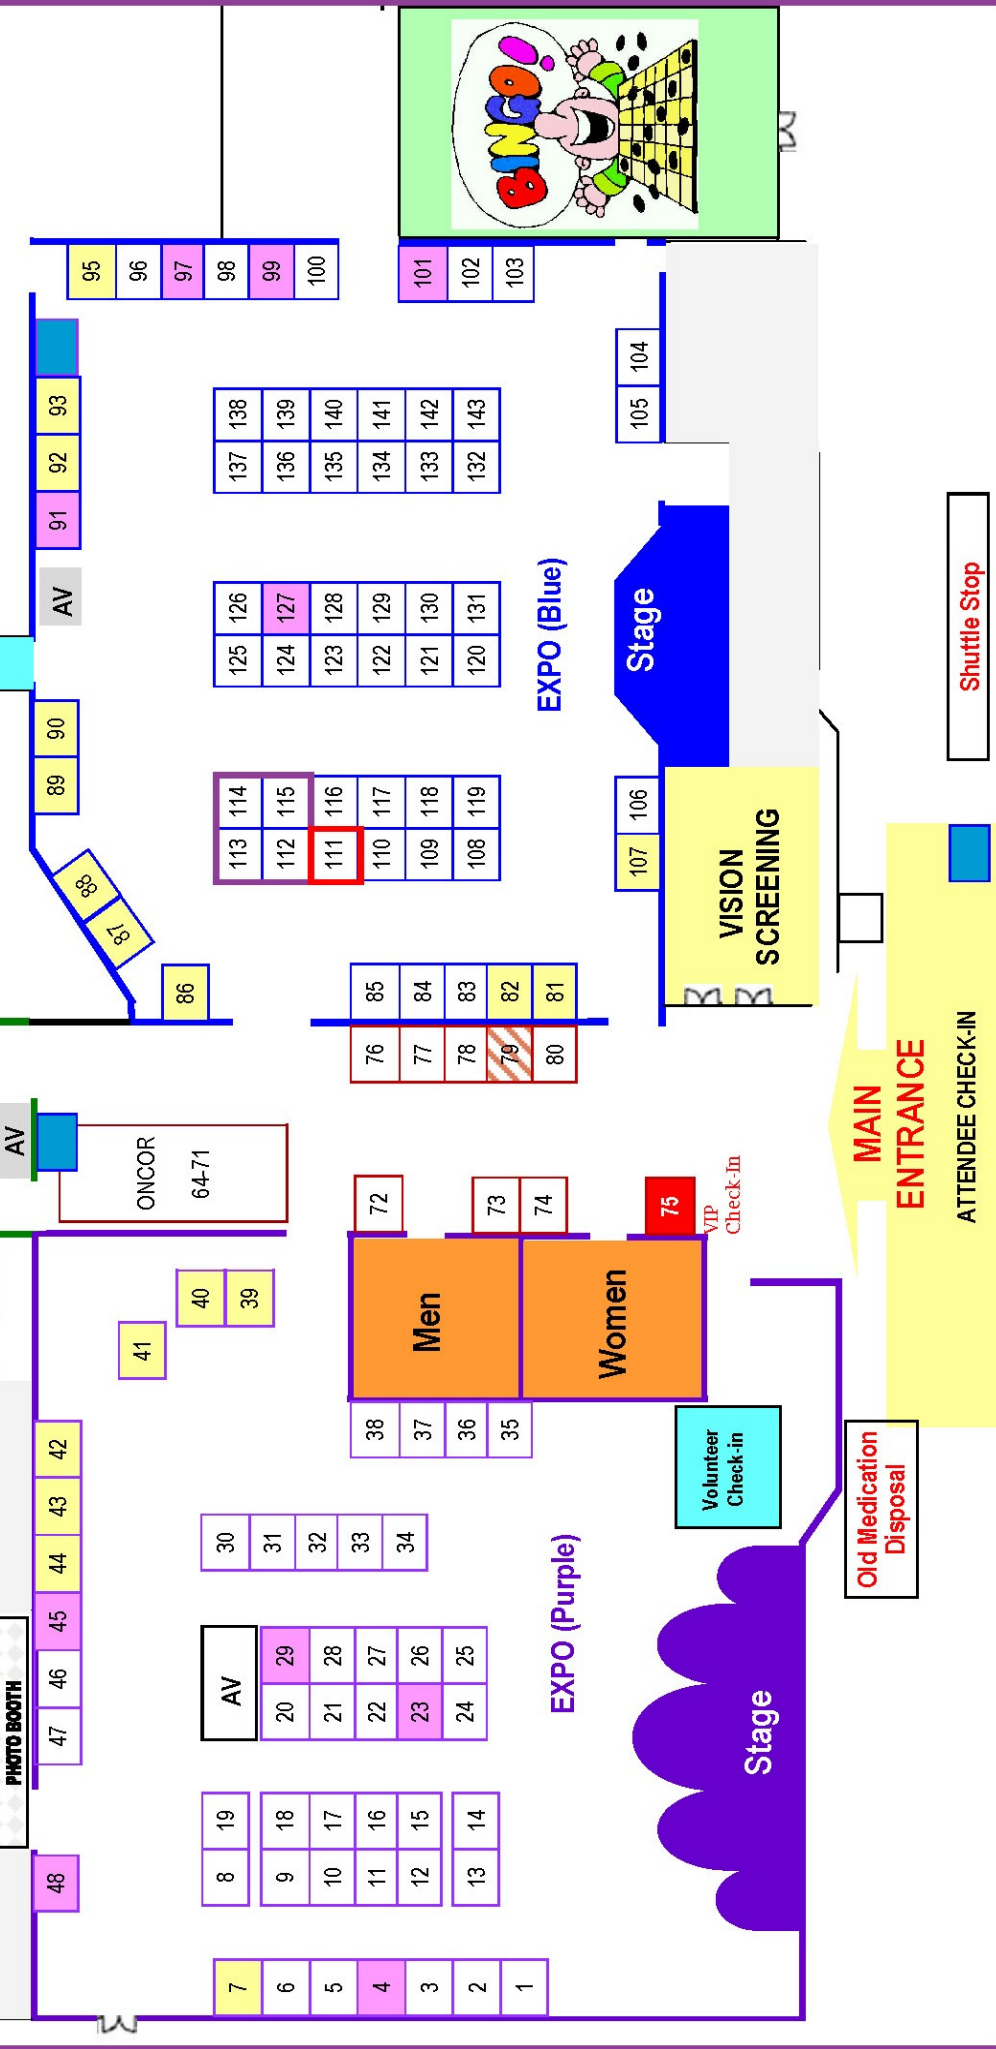 PHOTO BOOTH
AV
48 47 46 45 44 43 42
89 90
AV
91 92 93
88
87
86
95 96 97 98 99 100
101 102 103
41
40
39
ONCOR
64-71
AV
8 19
9 18
10 17
11 16
12 15
13 14
20 29
21 28
22 27
23 26
24 25
30
31
32
33
34
7
6
5
4
3
2
1
38
37
36
35
Men
Women
72
73
74
75
VIP
Check-In
76 85
77 84
78 83
79 82
80 81
113 114
112 115
111 116
110 117
109 118
108 119
125 126
124 127
123 128
122 129
121 130
120 131
137 138
136 139
135 140
134 141
133 142
132 143
BINGO!
EXPO (Purple)
EXPO (Blue)
107 106
105 104
Stage
Stage
Volunteer
Check-in
VISION
SCREENING
MAIN
ENTRANCE
Old Medication
Disposal
ATTENDEE CHECK-IN
Shuttle Stop